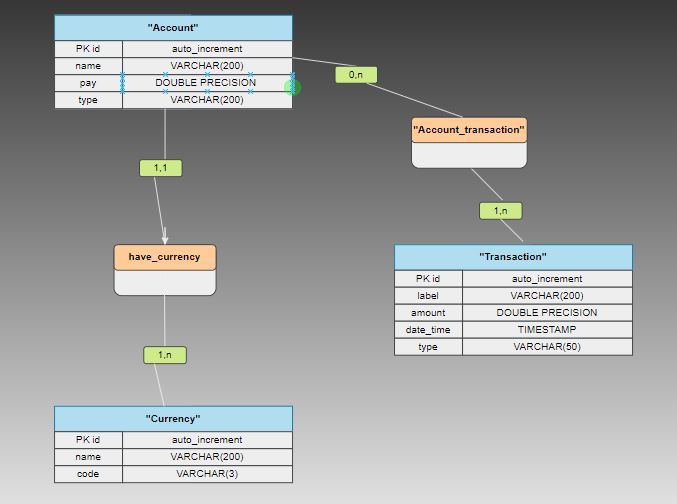 "Account"
PK id auto_increment
name VARCHAR(200)
pay DOUBLE PRECISION
type VARCHAR(200)
0,n
"Account_transaction"
1,1
1,n
have_currency
"Transaction"
PK id auto_increment
label VARCHAR(200)
amount DOUBLE PRECISION
date_time TIMESTAMP
type VARCHAR(50)
1,n
"Currency"
PK id auto_increment
name VARCHAR(200)
code VARCHAR(3)